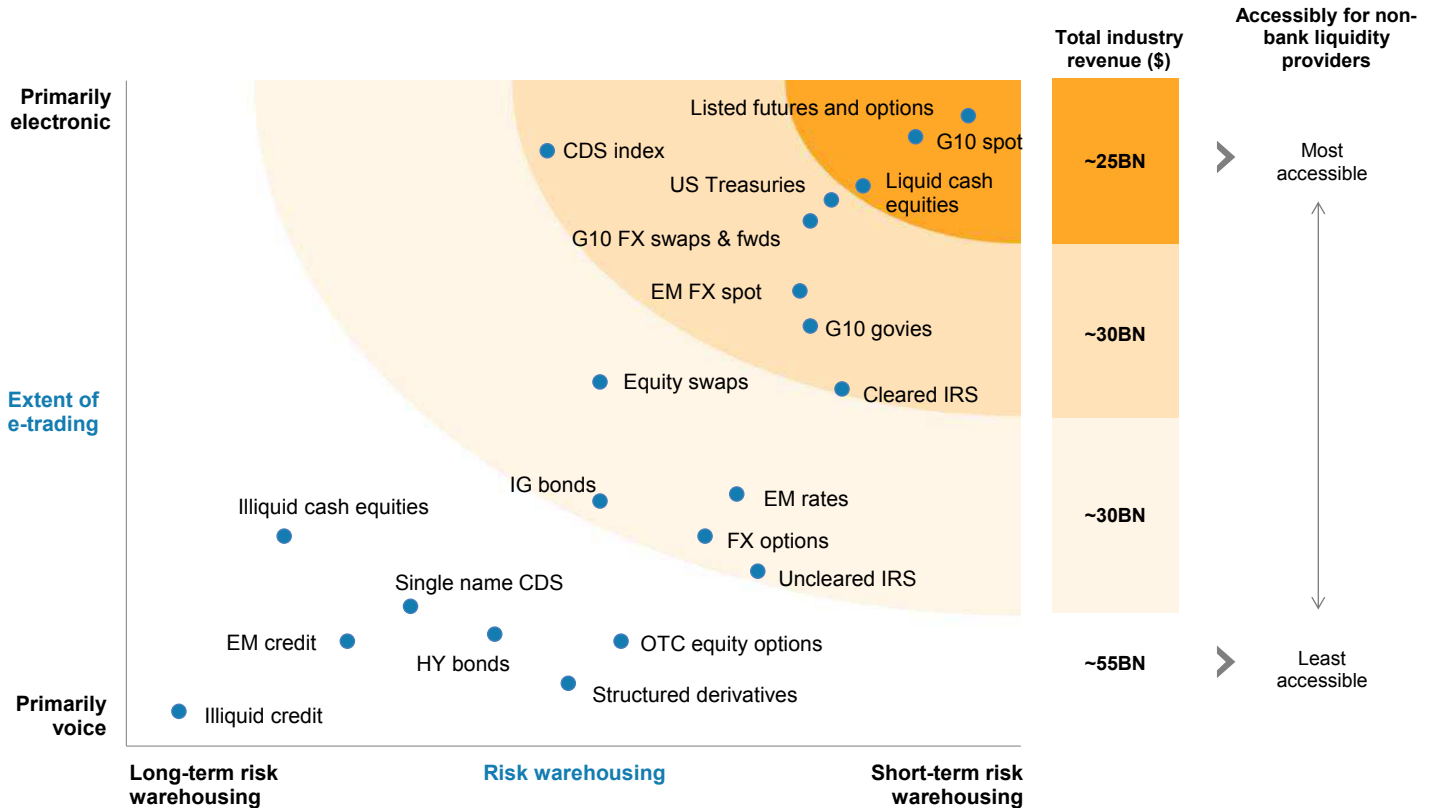 Accessibly for non-
bank liquidity
providers
Total industry
revenue ($)
Primarily
electronic
Listed futures and options
G10 spot
CDS index
~25BN
Most
accessible
US Treasuries
Liquid cash
equities
G10 FX swaps & fwds
EM FX spot
G10 govies
~30BN
Equity swaps
Cleared IRS
Extent of
e-trading
IG bonds
EM rates
Illiquid cash equities
~30BN
FX options
Uncleared IRS
Single name CDS
EM credit
OTC equity options
HY bonds
~55BN
Least
accessible
Structured derivatives
Primarily
voice
Illiquid credit
Long-term risk
warehousing
Risk warehousing
Short-term risk
warehousing